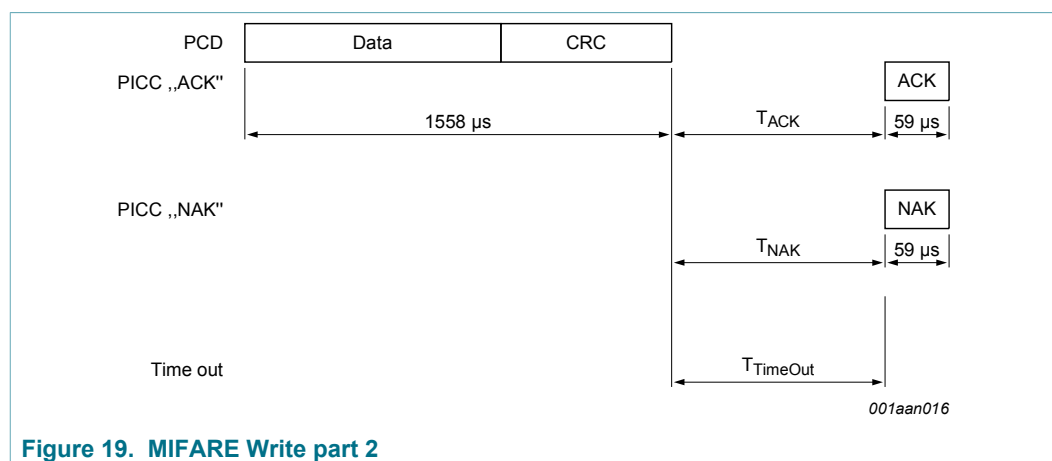 PCD Data CRC
PICC ,,ACK" ACK
1558 µs TACK 59 µs
PICC ,,NAK" NAK
TNAK 59 µs
Time out TTimeOut
001aan016
Figure 19. MIFARE Write part 2